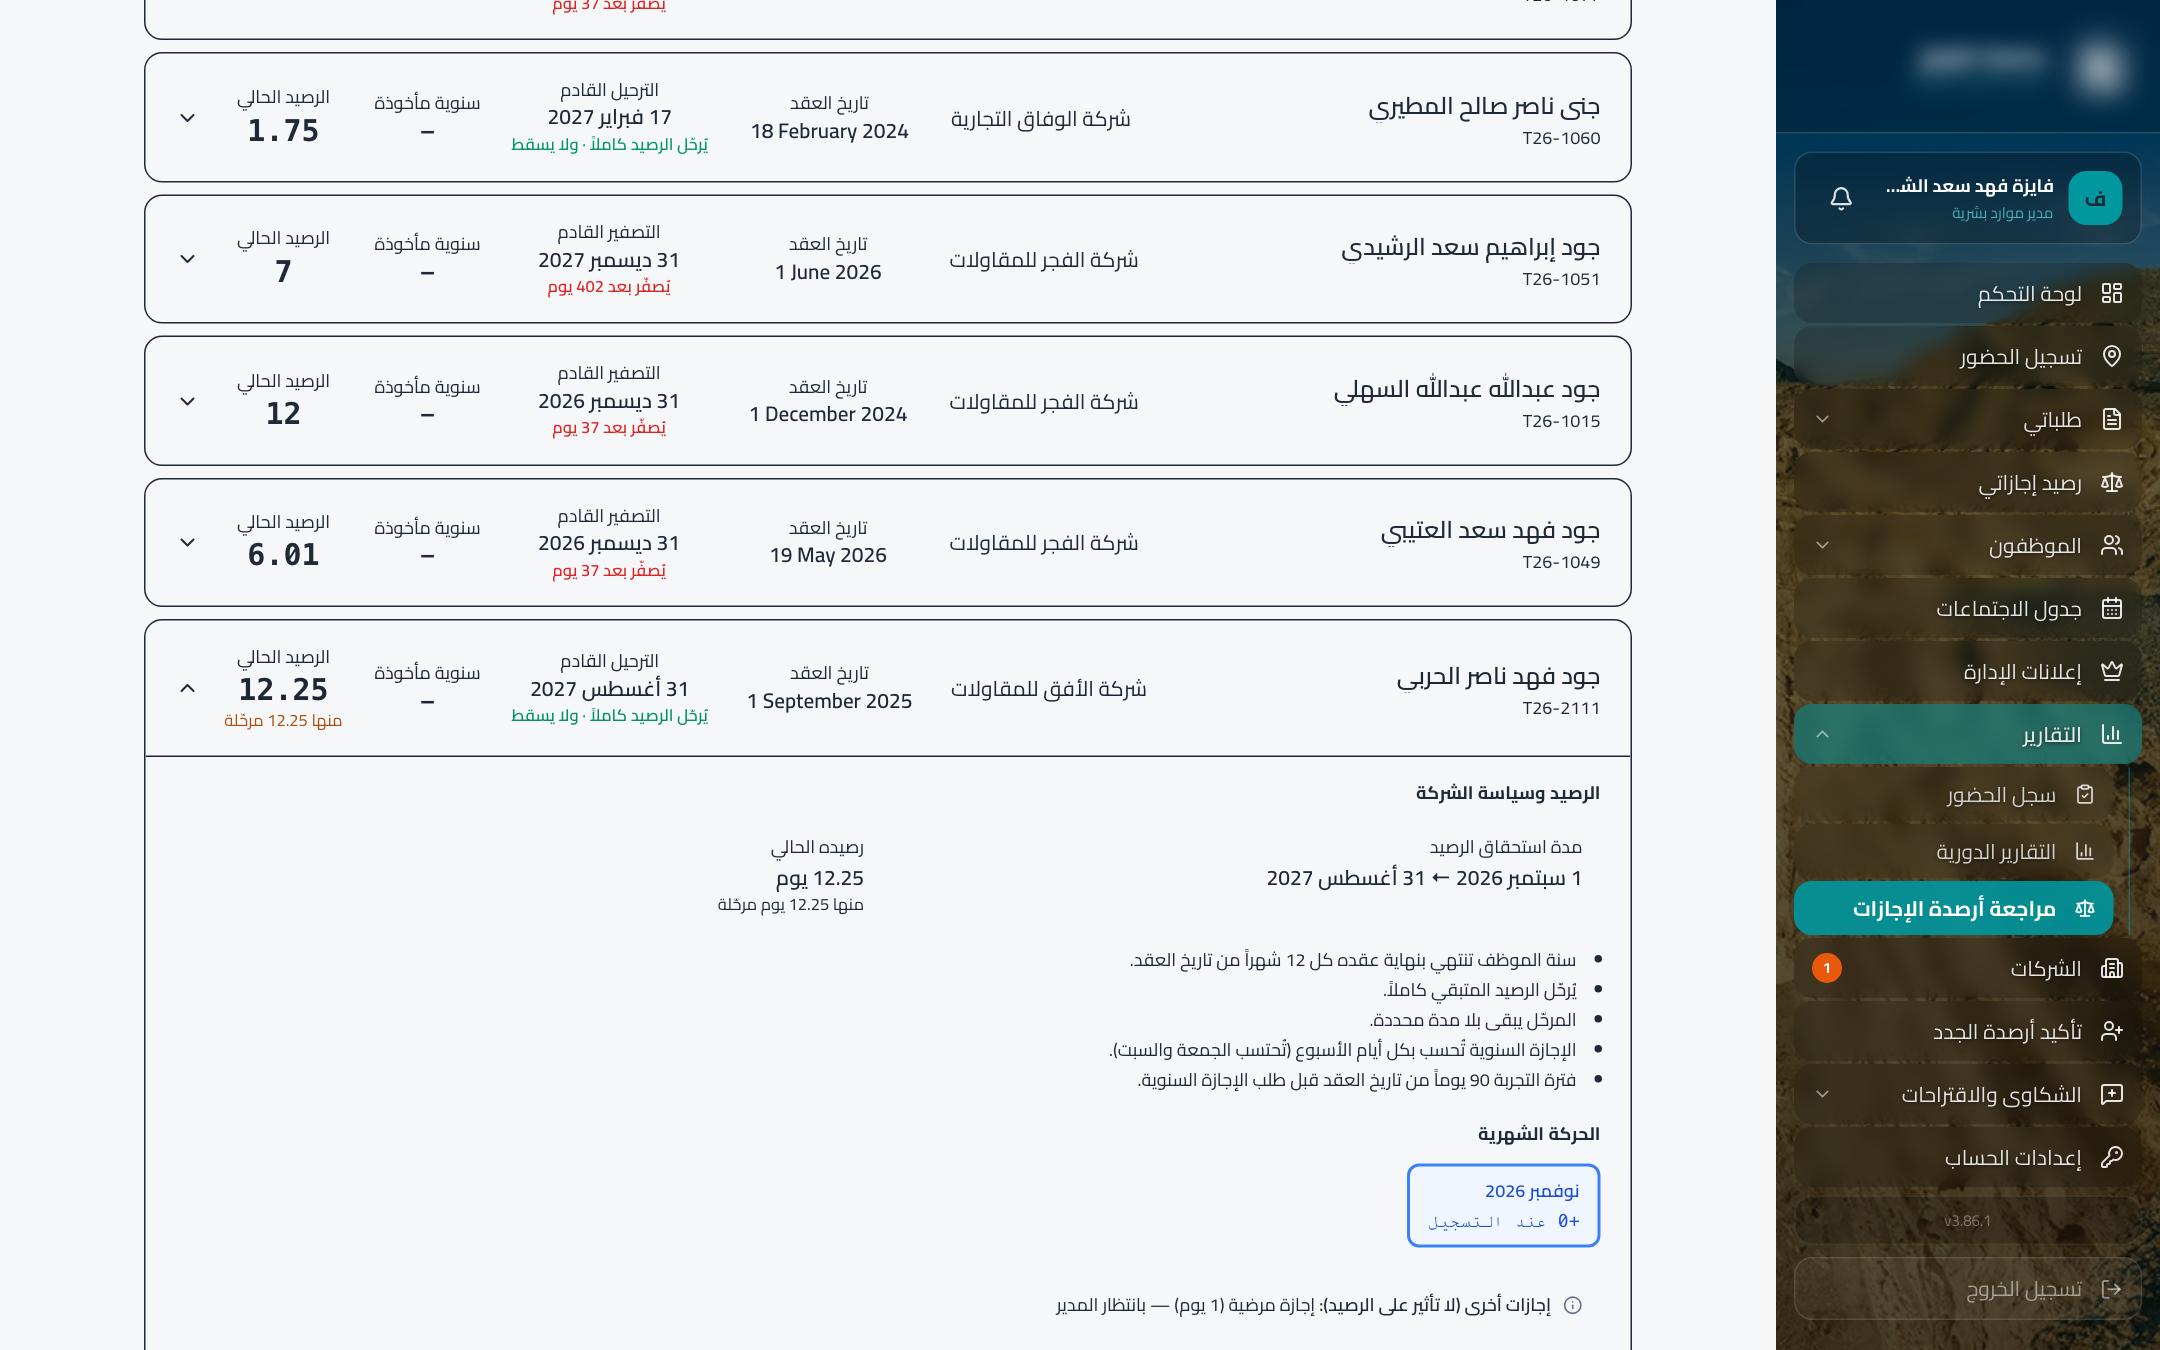 يُصفّر بعد 37 يوم
جنى ناصر صالح المطيري
T26-1060
شركة الوفاق التجارية
تاريخ العقد
18 February 2024
الترحيل القادم
17 فبراير 2027
يُرحّل الرصيد كاملاً · ولا يسقط
سنوية مأخوذة
–
الرصيد الحالي
1.75
جود إبراهيم سعد الرشيدي
T26-1051
شركة الفجر للمقاولات
تاريخ العقد
1 June 2026
التصفير القادم
31 ديسمبر 2027
يُصفّر بعد 402 يوم
سنوية مأخوذة
–
الرصيد الحالي
7
جود عبدالله عبدالله السهلي
T26-1015
شركة الفجر للمقاولات
تاريخ العقد
1 December 2024
التصفير القادم
31 ديسمبر 2026
يُصفّر بعد 37 يوم
سنوية مأخوذة
–
الرصيد الحالي
12
جود فهد سعد العتيبي
T26-1049
شركة الفجر للمقاولات
تاريخ العقد
19 May 2026
التصفير القادم
31 ديسمبر 2026
يُصفّر بعد 37 يوم
سنوية مأخوذة
–
الرصيد الحالي
6.01
جود فهد ناصر الحربي
T26-2111
شركة الأفق للمقاولات
تاريخ العقد
1 September 2025
الترحيل القادم
31 أغسطس 2027
يُرحّل الرصيد كاملاً · ولا يسقط
سنوية مأخوذة
–
الرصيد الحالي
12.25
منها 12.25 مرحّلة
الرصيد وسياسة الشركة
مدة استحقاق الرصيد
1 سبتمبر 2026 ← 31 أغسطس 2027
رصيده الحالي
12.25 يوم
منها 12.25 يوم مرحّلة
• سنة الموظف تنتهي بنهاية عقده كل 12 شهراً من تاريخ العقد.
• يُرحّل الرصيد المتبقي كاملاً.
• المرحّل يبقى بلا مدة محددة.
• الإجازة السنوية تُحسب بكل أيام الأسبوع (تُحتسب الجمعة والسبت).
• فترة التجربة 90 يوماً من تاريخ العقد قبل طلب الإجازة السنوية.
الحركة الشهرية
نوفمبر 2026
+0 عند التسجيل
إجازات أخرى (لا تأثير على الرصيد): إجازة مرضية (1 يوم) — بانتظار المدير
ف
فايزة فهد سعد الش...
مدير موارد بشرية
لوحة التحكم
تسجيل الحضور
طلباتي
رصيد إجازاتي
الموظفون
جدول الاجتماعات
إعلانات الإدارة
التقارير
سجل الحضور
التقارير الدورية
مراجعة أرصدة الإجازات
الشركات
1
تأكيد أرصدة الجدد
الشكاوى والاقتراحات
إعدادات الحساب
v3.86.1
تسجيل الخروج